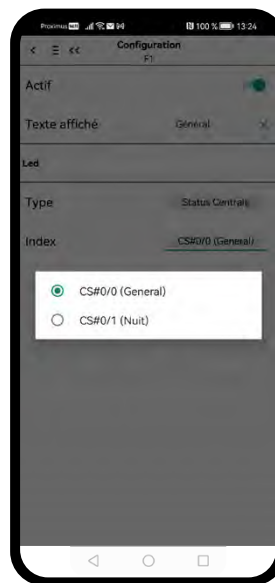 Proximus 100 % 13:24
Configuration
F1
Actif
Texte affiché General
Led
Type Status Centrale
Index CS#0/0 (General)
CS#0/0 (General)
CS#0/1 (Nuit)